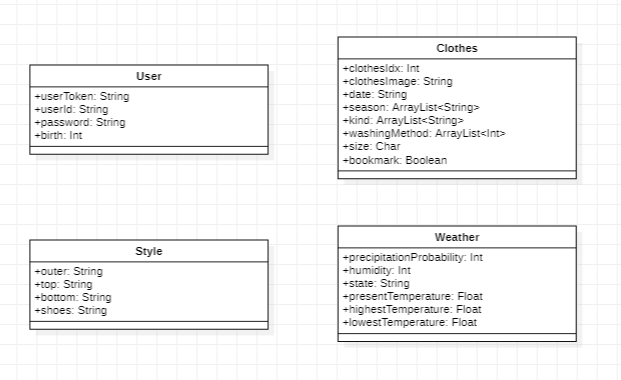 User
+userToken: String
+userId: String
+password: String
+birth: Int
Clothes
+clothesIdx: Int
+clothesImage: String
+date: String
+season: ArrayList<String>
+kind: ArrayList<String>
+washingMethod: ArrayList<Int>
+size: Char
+bookmark: Boolean
Style
+outer: String
+top: String
+bottom: String
+shoes: String
Weather
+precipitationProbability: Int
+humidity: Int
+state: String
+presentTemperature: Float
+highestTemperature: Float
+lowestTemperature: Float